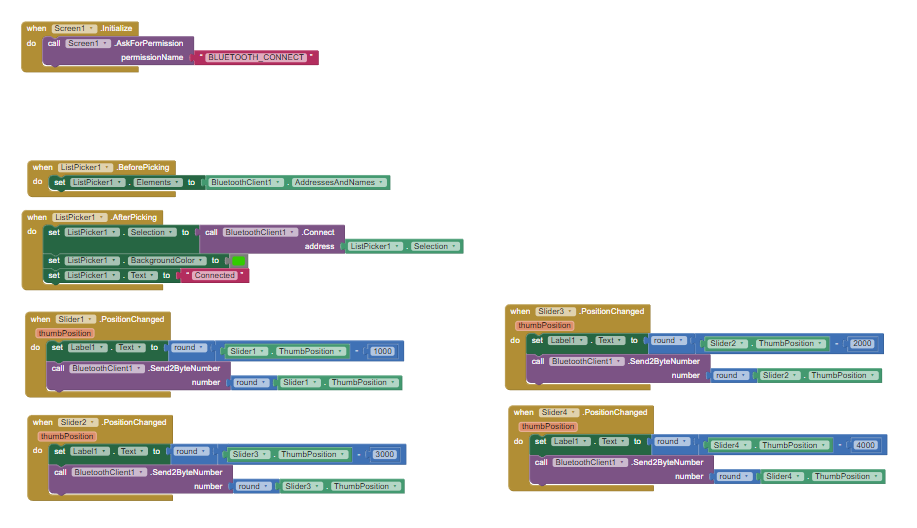 when Screen1 .Initialize
do call Screen1 .AskForPermission
permissionName " BLUETOOTH_CONNECT "
when ListPicker1 .BeforePicking
do set ListPicker1 . Elements to BluetoothClient1 . AddressesAndNames
when ListPicker1 .AfterPicking
do set ListPicker1 . Selection to call BluetoothClient1 .Connect
address ListPicker1 . Selection
set ListPicker1 . BackgroundColor to
set ListPicker1 . Text to " Connected "
when Slider1 .PositionChanged
thumbPosition
do set Label1 . Text to round Slider1 . ThumbPosition - 1000
call BluetoothClient1 .Send2ByteNumber
number round Slider1 . ThumbPosition
when Slider2 .PositionChanged
thumbPosition
do set Label1 . Text to round Slider3 . ThumbPosition - 3000
call BluetoothClient1 .Send2ByteNumber
number round Slider3 . ThumbPosition
when Slider3 .PositionChanged
thumbPosition
do set Label1 . Text to round Slider2 . ThumbPosition - 2000
call BluetoothClient1 .Send2ByteNumber
number round Slider2 . ThumbPosition
when Slider4 .PositionChanged
thumbPosition
do set Label1 . Text to round Slider4 . ThumbPosition - 4000
call BluetoothClient1 .Send2ByteNumber
number round Slider4 . ThumbPosition